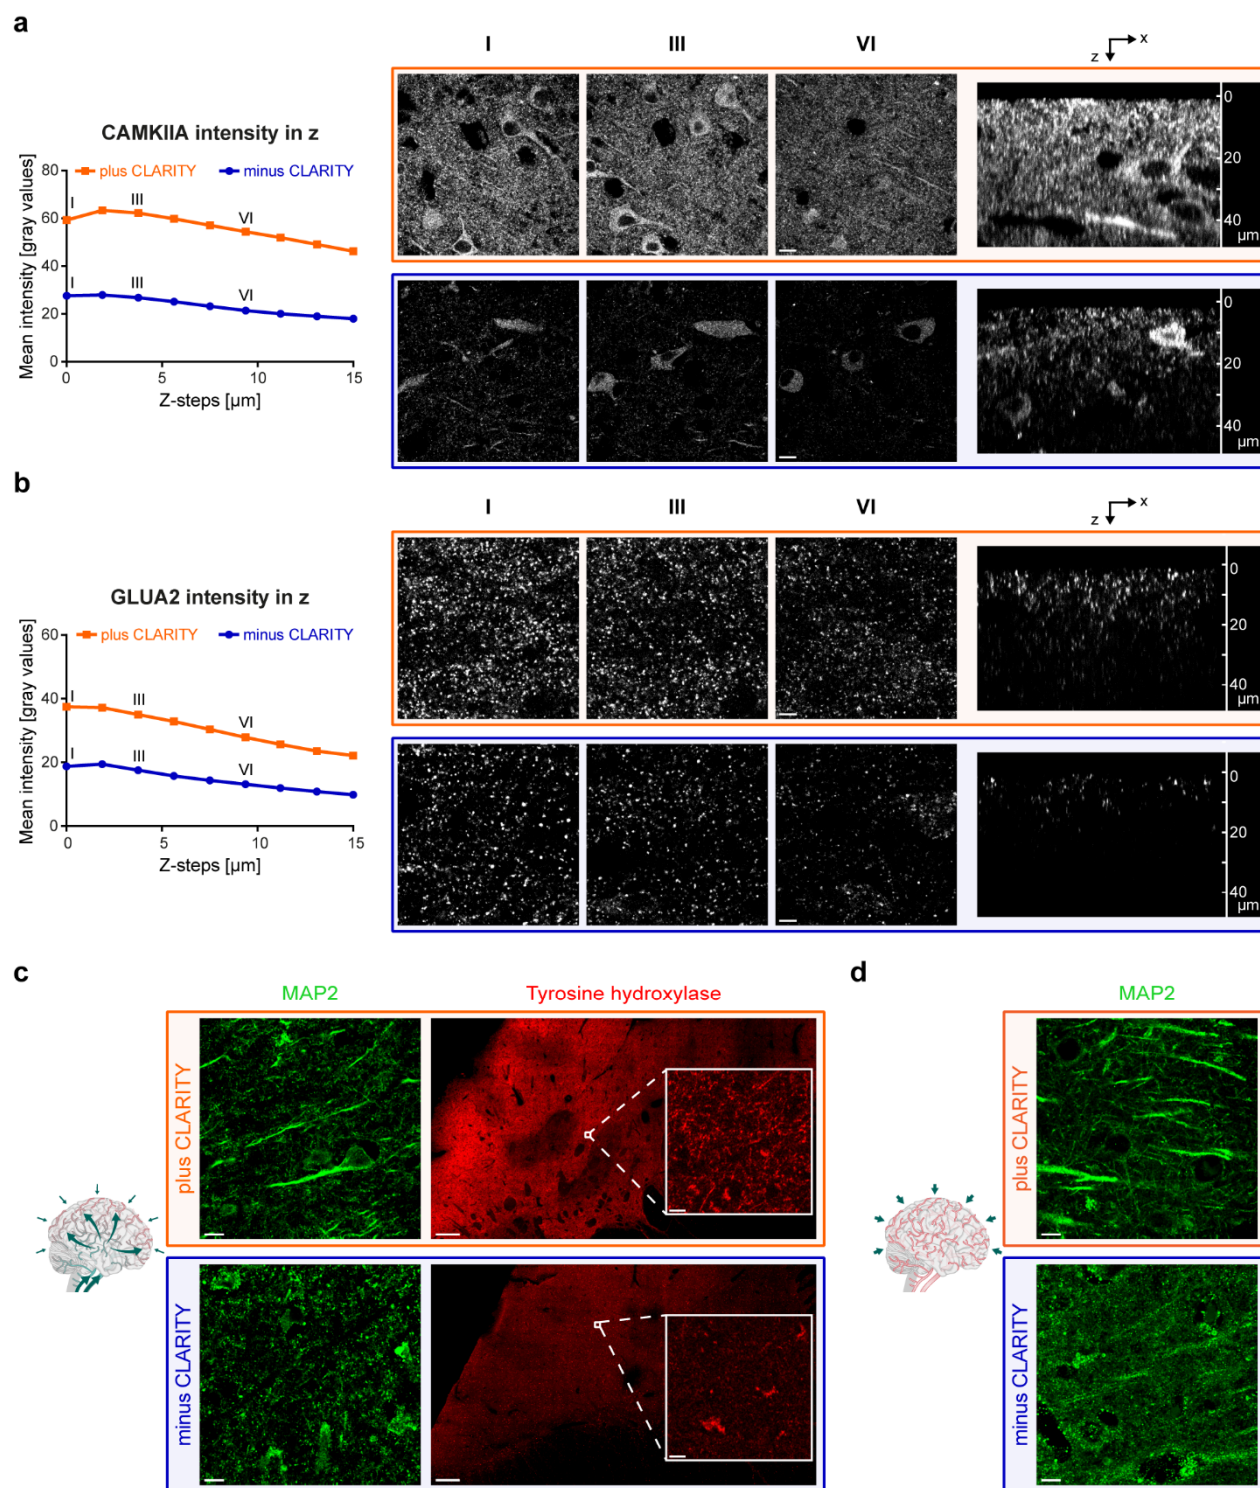 a
I III VI
z x
CAMKIIA intensity in z
plus CLARITY minus CLARITY
Mean intensity [gray values]
80
60
40
20
0
I III VI
I III VI
0 5 10 15
Z-steps [µm]
0
20
40
µm
0
20
40
µm
b
I III VI
z x
GLUA2 intensity in z
plus CLARITY minus CLARITY
Mean intensity [gray values]
60
40
20
0
I III VI
I III VI
0 5 10 15
Z-steps [µm]
0
20
40
µm
0
20
40
µm
c
MAP2 Tyrosine hydroxylase
plus CLARITY
minus CLARITY
d
MAP2
plus CLARITY
minus CLARITY